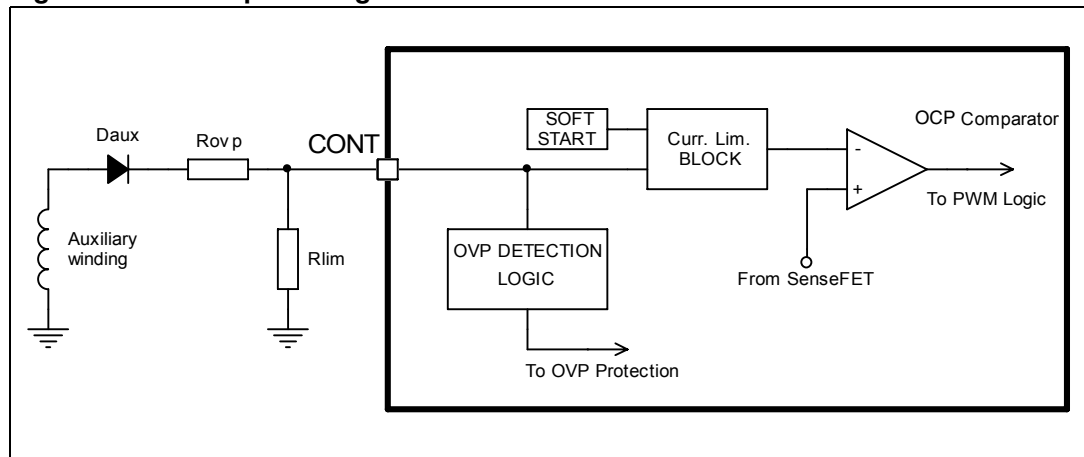 Daux
Rovp
CONT
Auxiliary
winding
Rlim
SOFT
START
Curr. Lim.
BLOCK
OCP Comparator
-
+
To PWM Logic
From SenseFET
OVP DETECTION
LOGIC
To OVP Protection